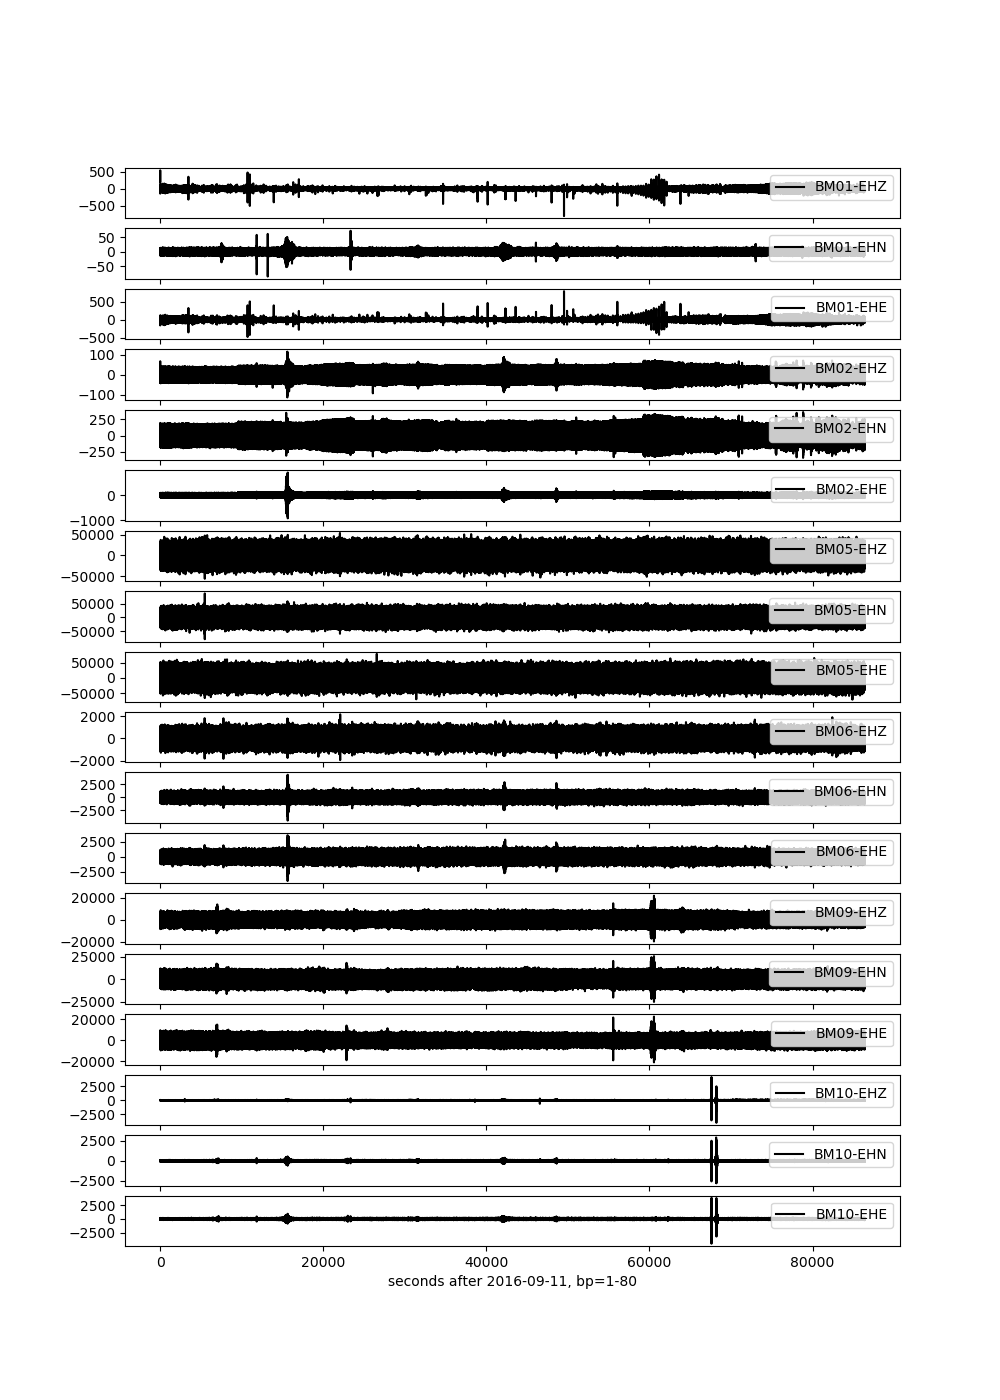 500
0
−500
BM01-EHZ
50
0
−50
BM01-EHN
500
0
−500
BM01-EHE
100
0
−100
BM02-EHZ
250
0
−250
BM02-EHN
0
−1000
BM02-EHE
50000
0
−50000
BM05-EHZ
50000
0
−50000
BM05-EHN
50000
0
−50000
BM05-EHE
2000
0
−2000
BM06-EHZ
2500
0
−2500
BM06-EHN
2500
0
−2500
BM06-EHE
20000
0
−20000
BM09-EHZ
25000
0
−25000
BM09-EHN
20000
0
−20000
BM09-EHE
2500
0
−2500
BM10-EHZ
2500
0
−2500
BM10-EHN
2500
0
−2500
BM10-EHE
0 20000 40000 60000 80000
seconds after 2016-09-11, bp=1-80